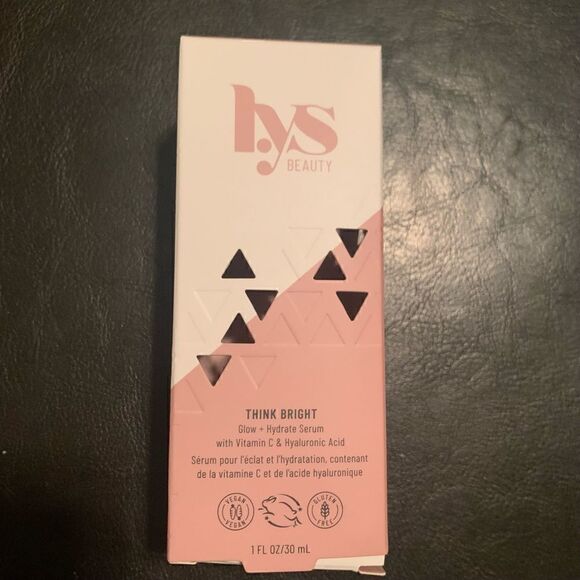 lys
BEAUTY
THINK BRIGHT
Glow + Hydrate Serum
with Vitamin C & Hyaluronic Acid
Sérum pour l'éclat et l'hydratation, contenant
de la vitamine C et de l'acide hyaluronique
VEGAN
VEGAN
GLUTEN
FREE
1 FL OZ/30 mL